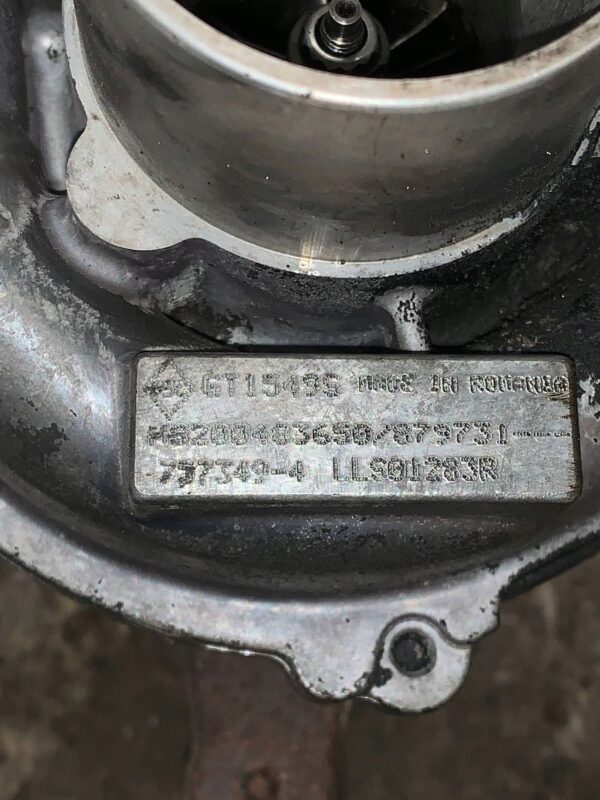 GT1549S MADE IN ROMANIA
H8200483650/879731
757349-4 LLS01283R